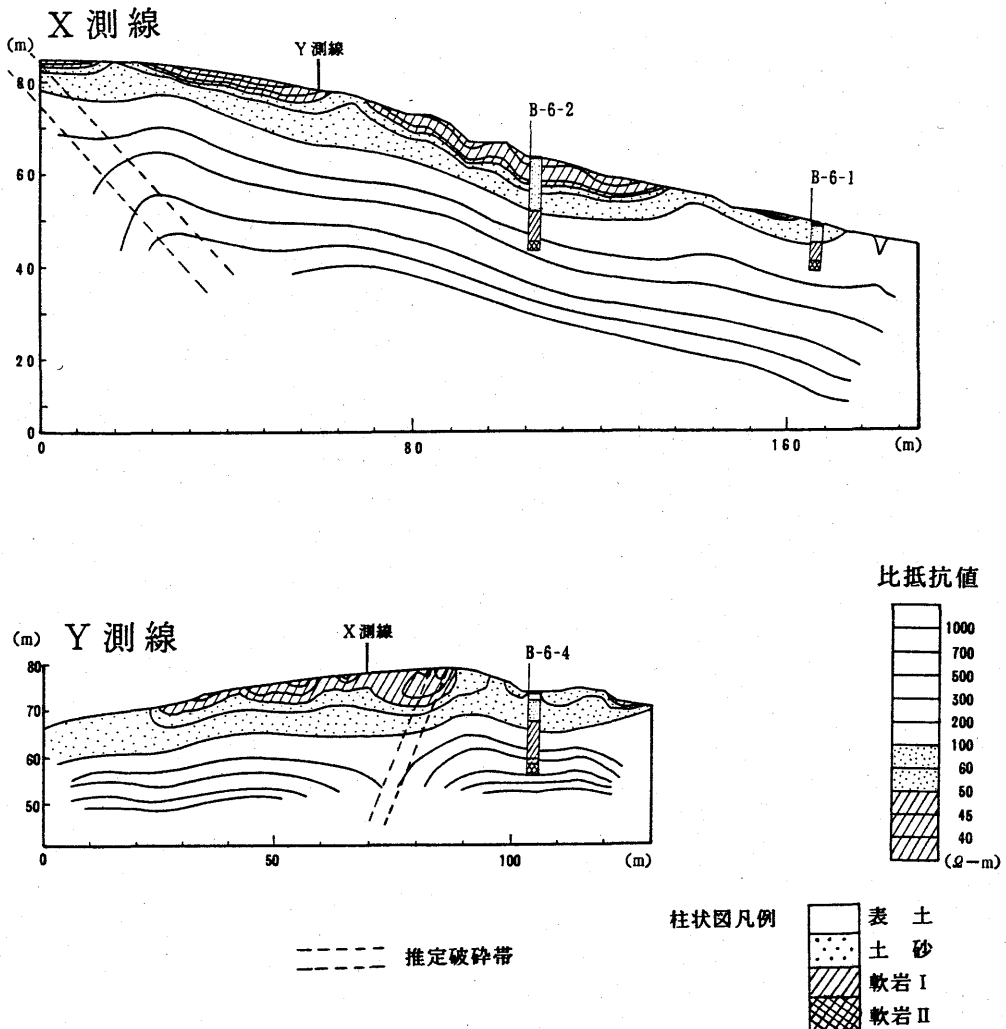 X 測線
(m)
Y 測線
80
B-6-2
B-6-1
60
40
20
0
0
80
160
(m)
比抵抗値
1000
700
500
300
200
100
60
50
45
40
(Ω-m)
(m)
Y 測線
X 測線
B-6-4
80
70
60
50
0
50
100
(m)
柱状図凡例
表 土
土 砂
軟岩 I
軟岩 II
推定破砕帯